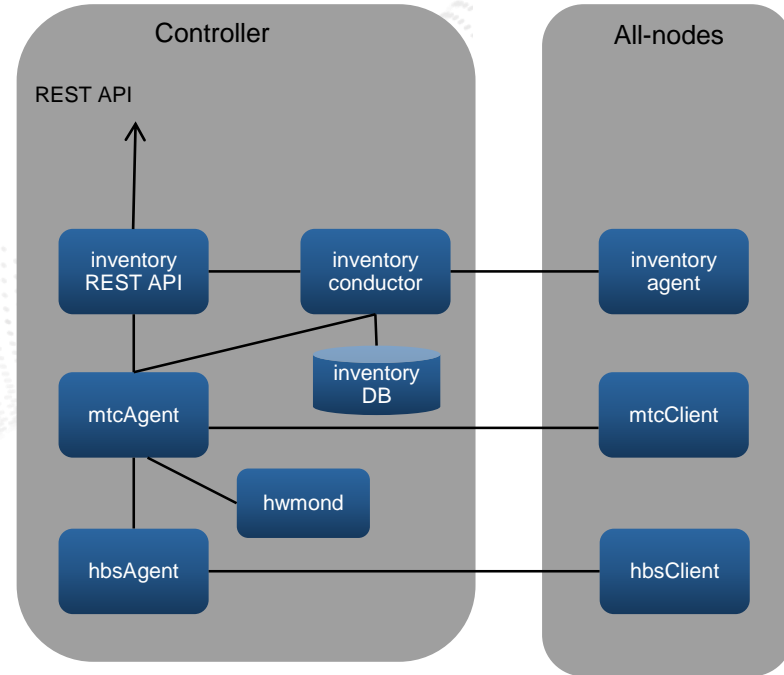 Controller
All-nodes
REST API
inventory
REST API
inventory
conductor
inventory
agent
inventory
DB
mtcAgent
mtcClient
hwmond
hbsAgent
hbsClient